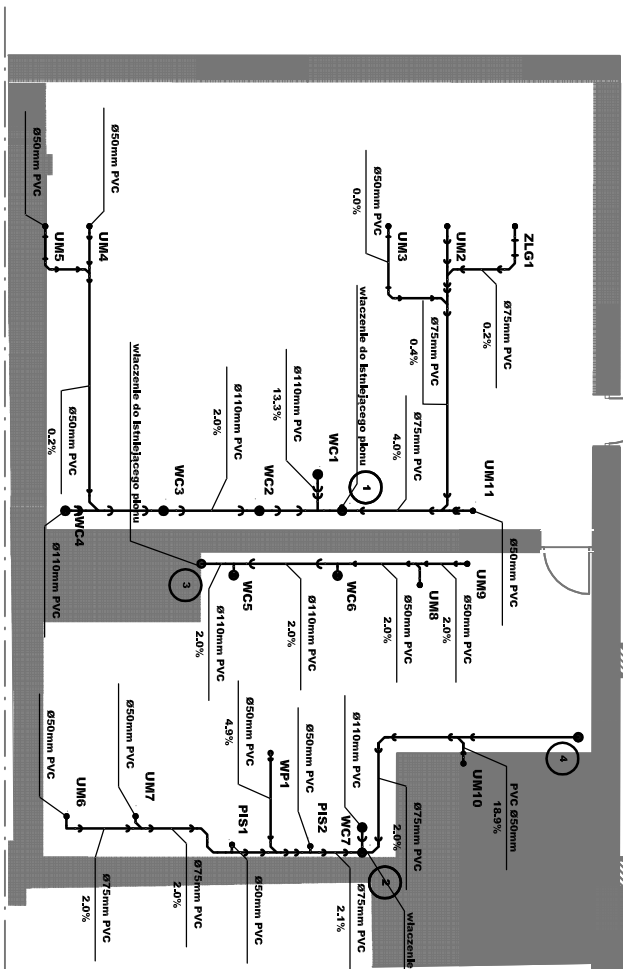 Ø50mm PVC
UM5
Ø50mm PVC
UM4
Ø50mm PVC
0.0%
UM3
UM2
ZLG1
Ø75mm PVC
0.2%
Ø75mm PVC
0.4%
włączenie do istniejącego pionu
1
Ø75mm PVC
4.0%
UM11
Ø50mm PVC
Ø110mm PVC
13.3%
WC1
Ø110mm PVC
2.0%
WC2
WC3
włączenie do istniejącego pionu
Ø50mm PVC
0.2%
WC4
Ø110mm PVC
3
WC5
Ø110mm PVC
2.0%
WC6
Ø110mm PVC
2.0%
UM8
Ø50mm PVC
2.0%
UM9
Ø50mm PVC
2.0%
4
UM10
PVC Ø50mm
18.9%
Ø75mm PVC
2.0%
Ø110mm PVC
WC7
2
włączenie
Ø50mm PVC
PIS2
Ø75mm PVC
2.1%
Ø50mm PVC
4.9%
WP1
PIS1
Ø50mm PVC
Ø50mm PVC
UM7
Ø75mm PVC
2.0%
Ø50mm PVC
UM6
Ø75mm PVC
2.0%